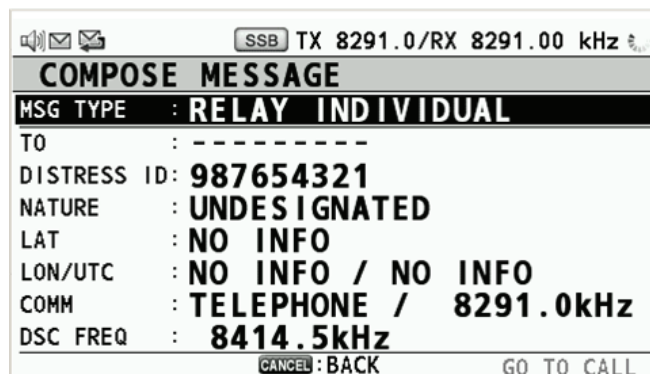 SSB TX 8291.0/RX 8291.00 kHz
COMPOSE MESSAGE
MSG TYPE : RELAY INDIVIDUAL
TO : ---------
DISTRESS ID: 987654321
NATURE : UNDESIGNATED
LAT : NO INFO
LON/UTC : NO INFO / NO INFO
COMM : TELEPHONE / 8291.0kHz
DSC FREQ : 8414.5kHz
CANCEL : BACK GO TO CALL